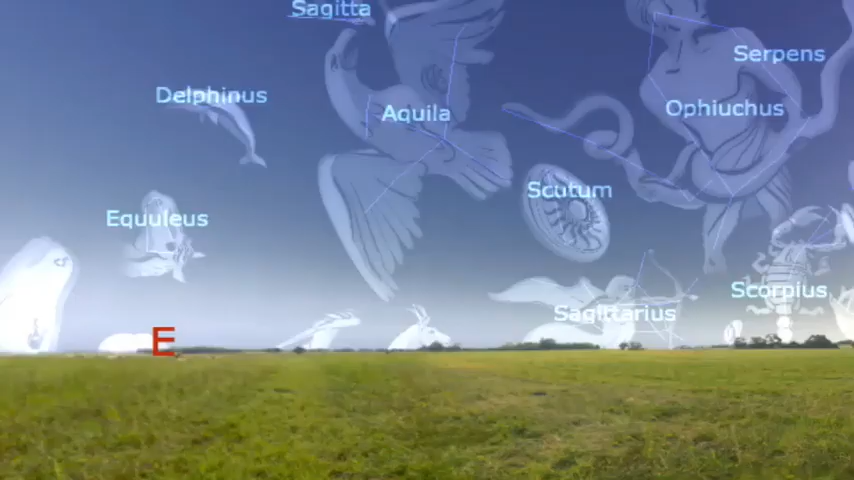 Sagitta
Serpens
Delphinus
Aquila
Ophiuchus
Scutum
Equuleus
Scorpius
Sagittarius
E